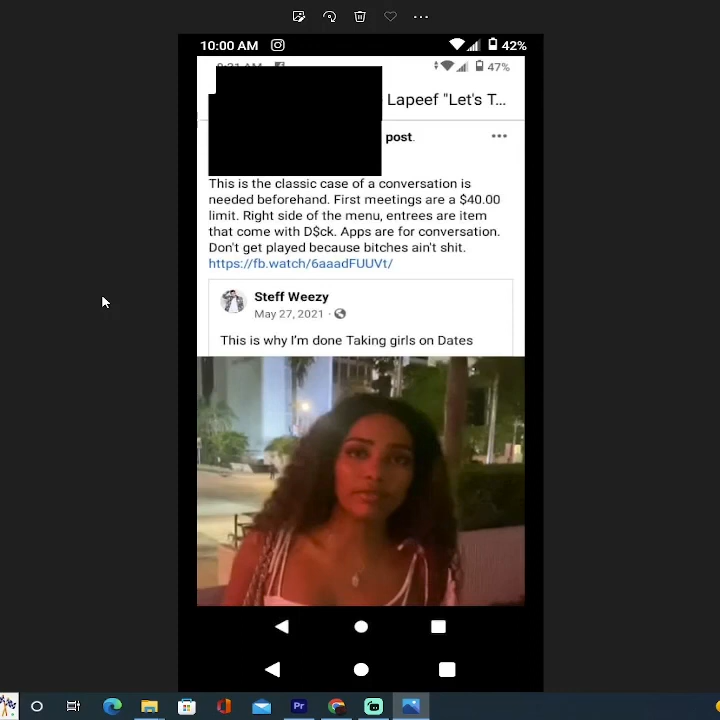 10:00 AM 42%
47%
Lapeef "Let's T...
post.
This is the classic case of a conversation is
needed beforehand. First meetings are a $40.00
limit. Right side of the menu, entrees are item
that come with D$ck. Apps are for conversation.
Don't get played because bitches ain't shit.
https://fb.watch/6aaadFUUVt/
Steff Weezy
May 27, 2021 ·
This is why I'm done Taking girls on Dates
Pr